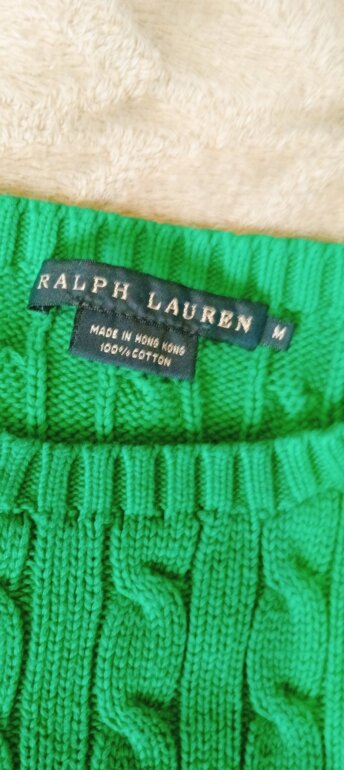 RALPH LAUREN
M
MADE IN HONG KONG
100% COTTON